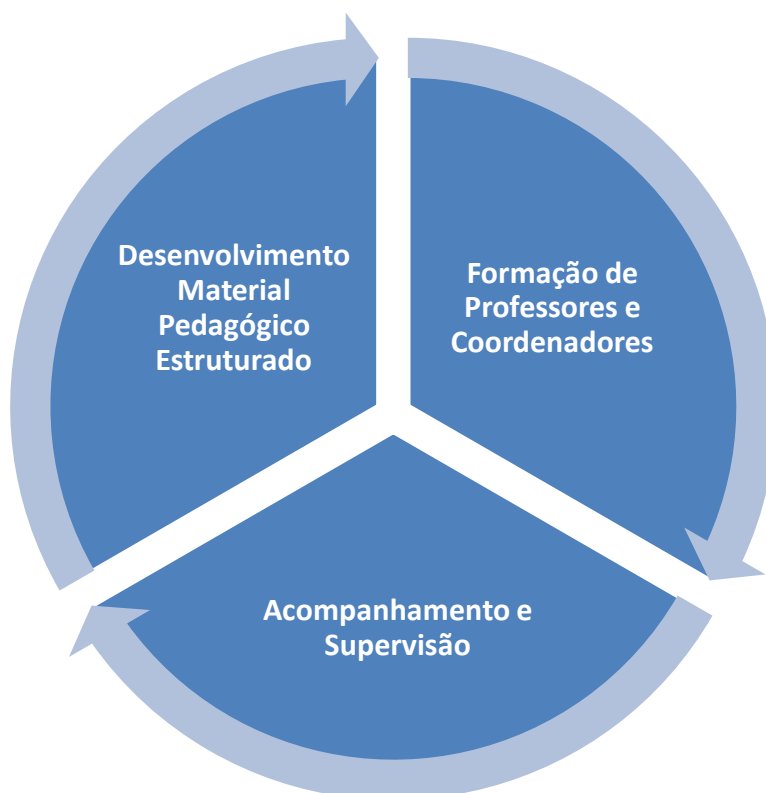 Desenvolvimento
Material
Pedagógico
Estruturado
Formação de
Professores e
Coordenadores
Acompanhamento e
Supervisão